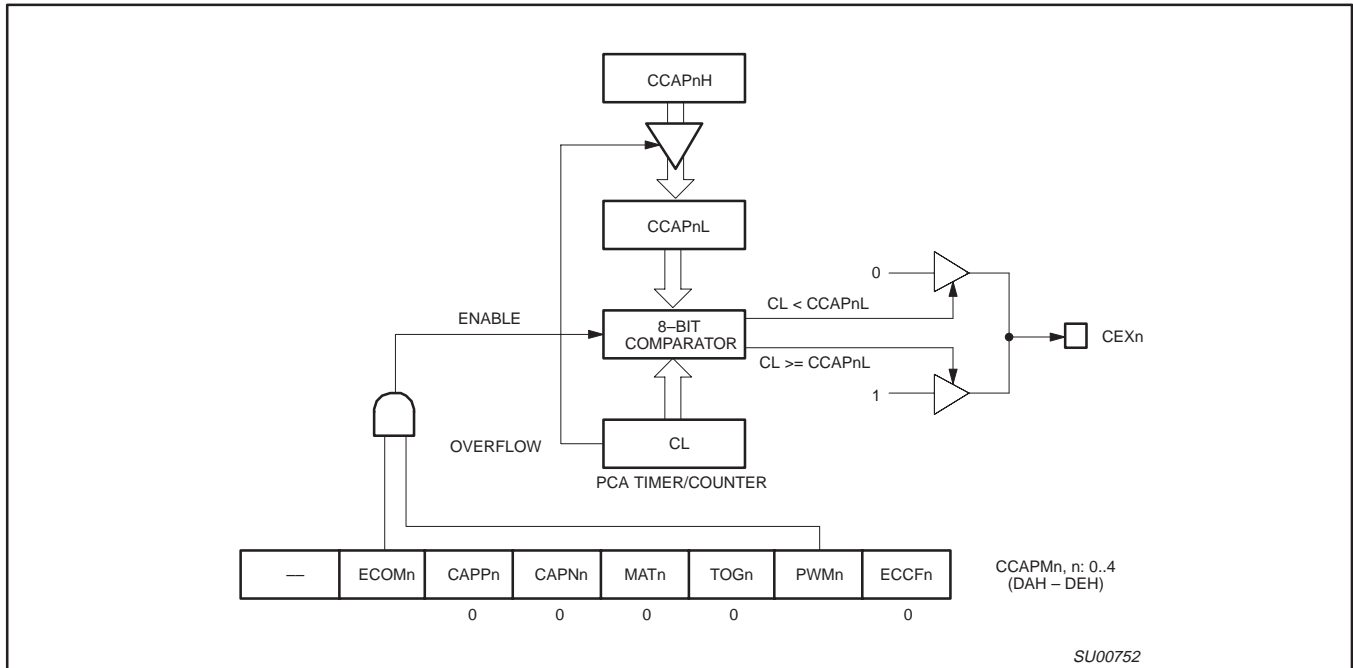 CCAPnH
CCAPnL
0
CL < CCAPnL
ENABLE
8–BIT
COMPARATOR
CEXn
CL >= CCAPnL
1
OVERFLOW
CL
PCA TIMER/COUNTER
— ECOMn CAPPn CAPNn MATn TOGn PWMn ECCFn
CCAPMn, n: 0..4
(DAH – DEH)
0 0 0 0 0
SU00752